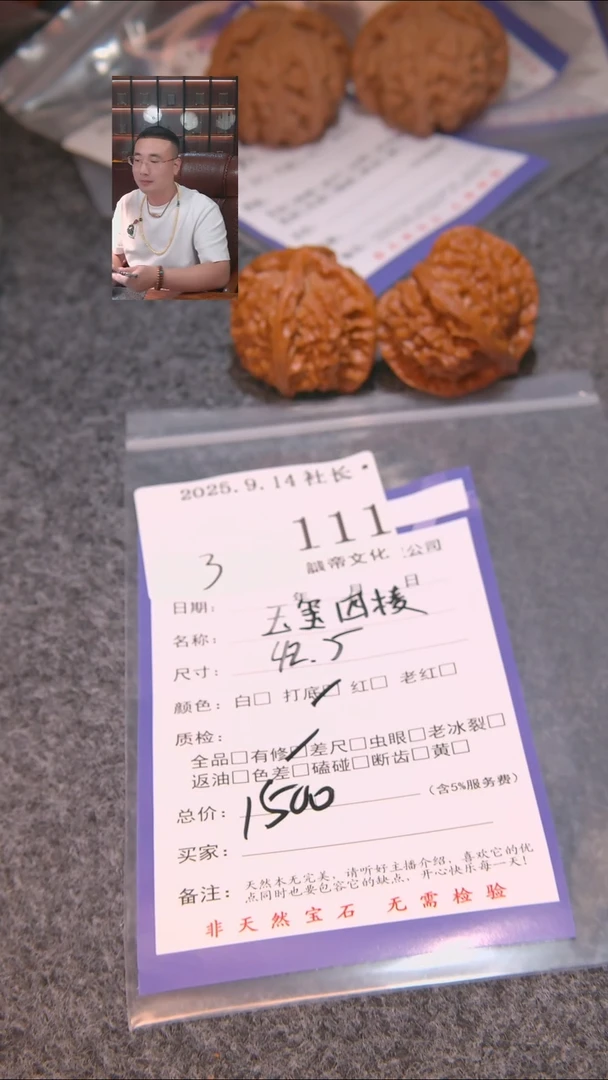 2025.9.14 社长
111
3
帝文化 公司
年 月 日
日期：
名称： 玉玺四棱
尺寸： 42.5
颜色：白□ 打底□ 红□ 老红□
质检：
全品□有修□差尺□虫眼□老冰裂□
返油□色差□磕碰□断齿□黄□
总价： 1500 （含5%服务费）
买家：
备注： 天然本无完美，请听好主播介绍，喜欢它的优
点同时也要包容它的缺点，开心快乐每一天！
非天然宝石 无需检验